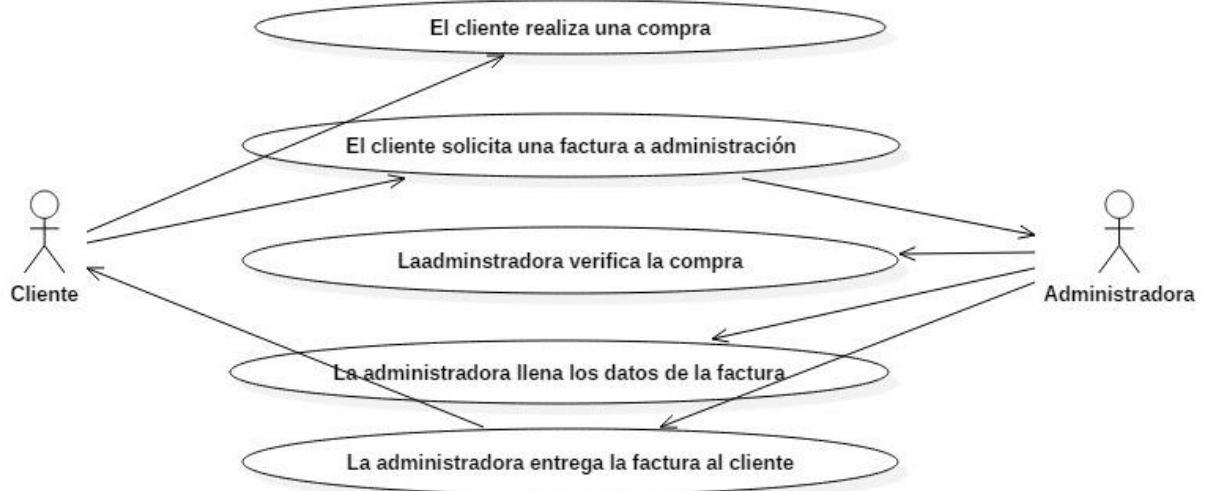 El cliente realiza una compra
El cliente solicita una factura a administración
Laadminstradora verifica la compra
Cliente
Administradora
La administradora llena los datos de la factura
La administradora entrega la factura al cliente